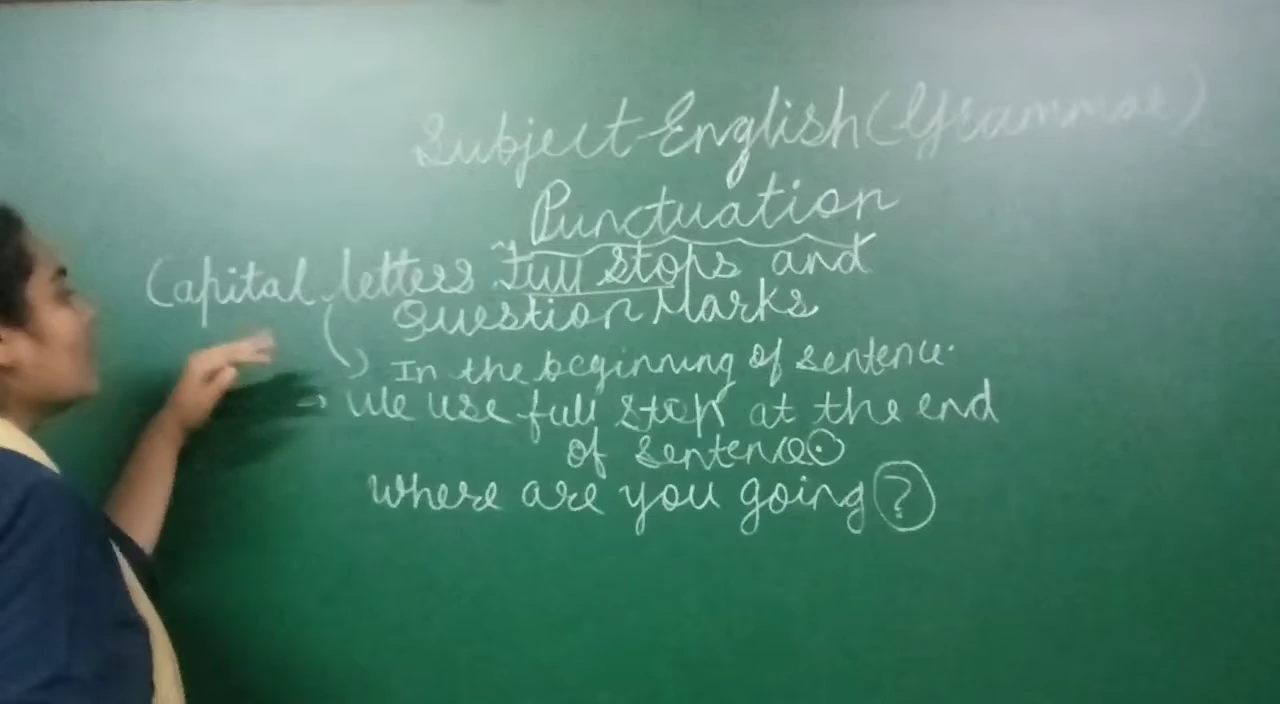 Subject-English (Grammar)
Punctuation
Capital letters Full Stops and
Question Marks
In the beginning of sentence.
→ We use full stop at the end
of sentence.
Where are you going?